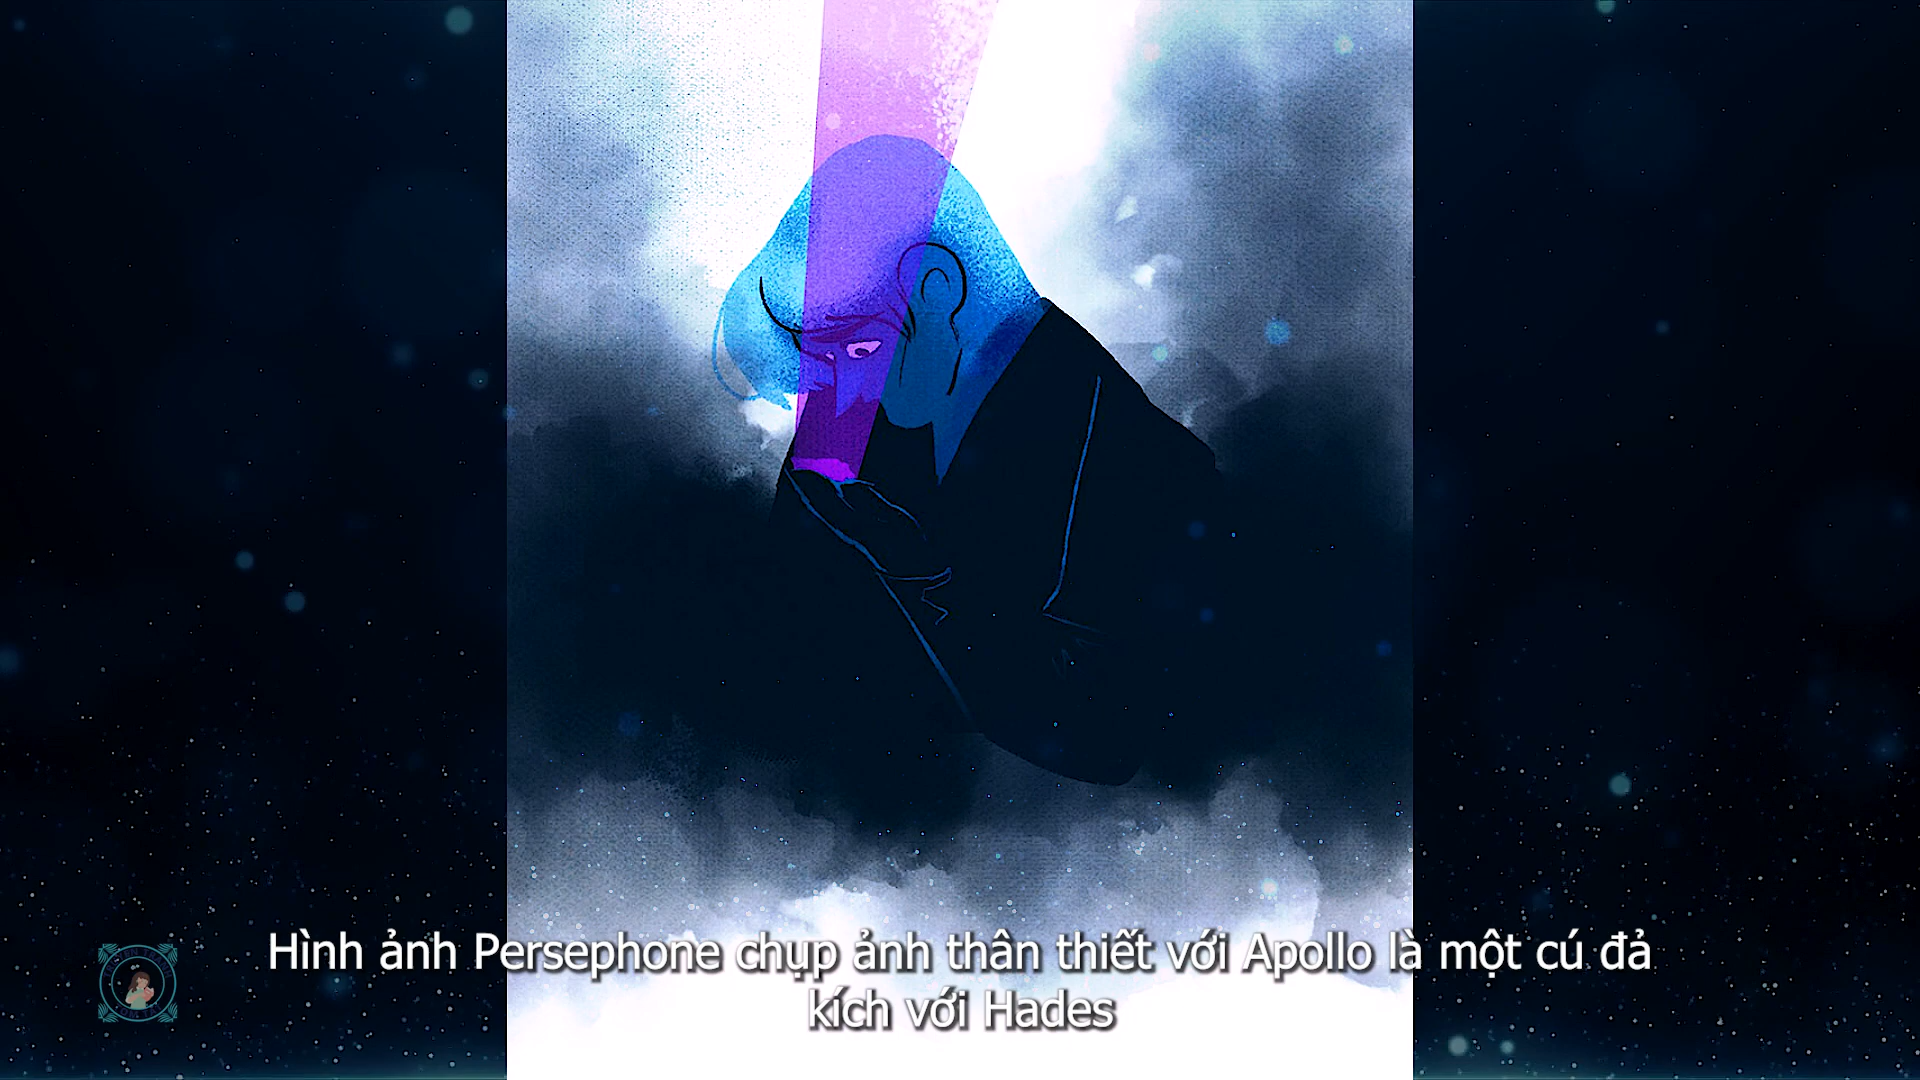 Hình ảnh Persephone chụp ảnh thân thiết với Apollo là một cú đả
kích với Hades